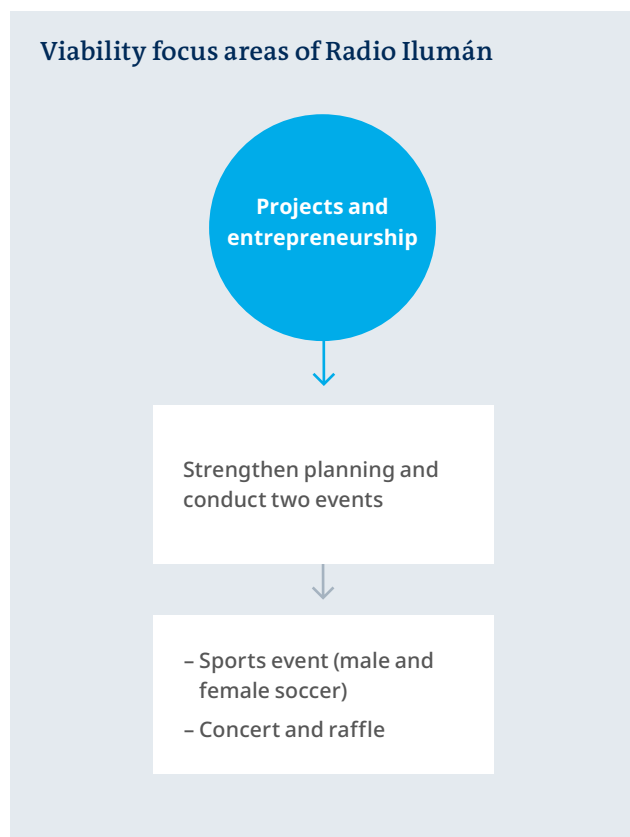 Viability focus areas of Radio Ilumán
Projects and
entrepreneurship
Strengthen planning and
conduct two events
– Sports event (male and
female soccer)
– Concert and raffle